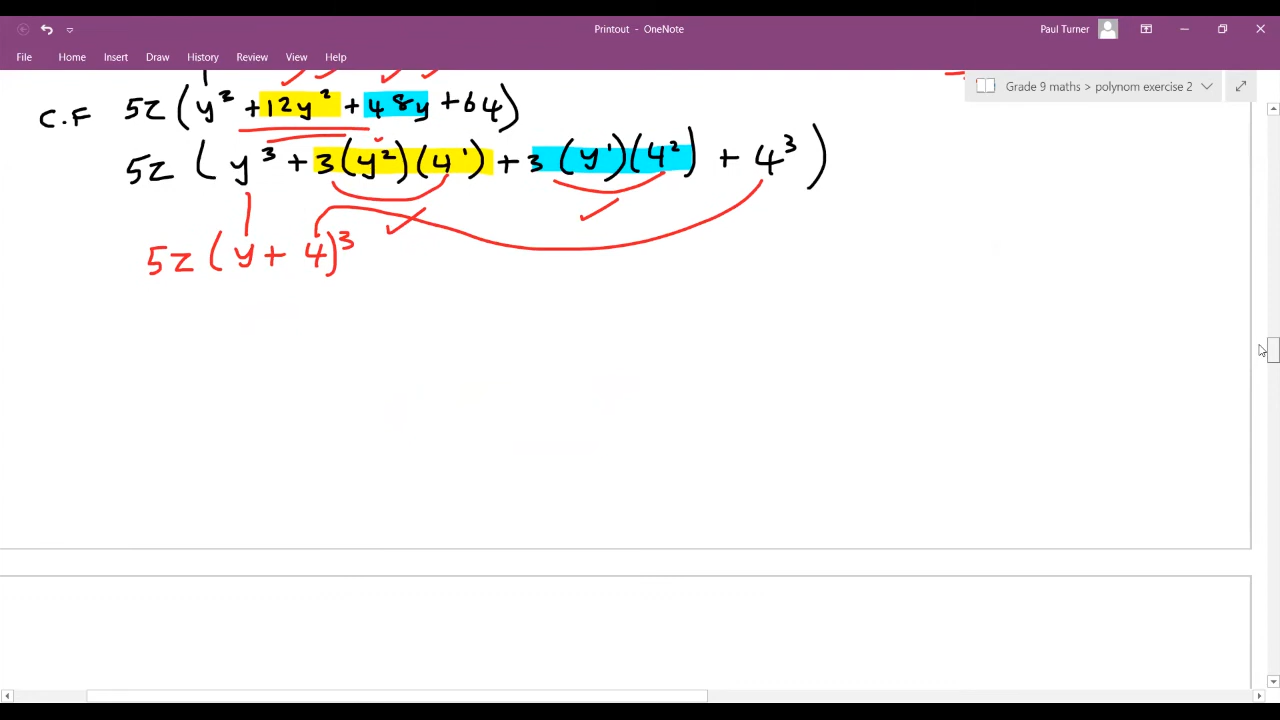 Printout - OneNote
Paul Turner
File Home Insert Draw History Review View Help
Grade 9 maths > Polynom exercise 2
C.F 5z(y³ +12y² + 48y +64)
5z (y³ + 3(y²)(4¹) + 3(y¹)(4²) + 4³)
5z (y + 4)³